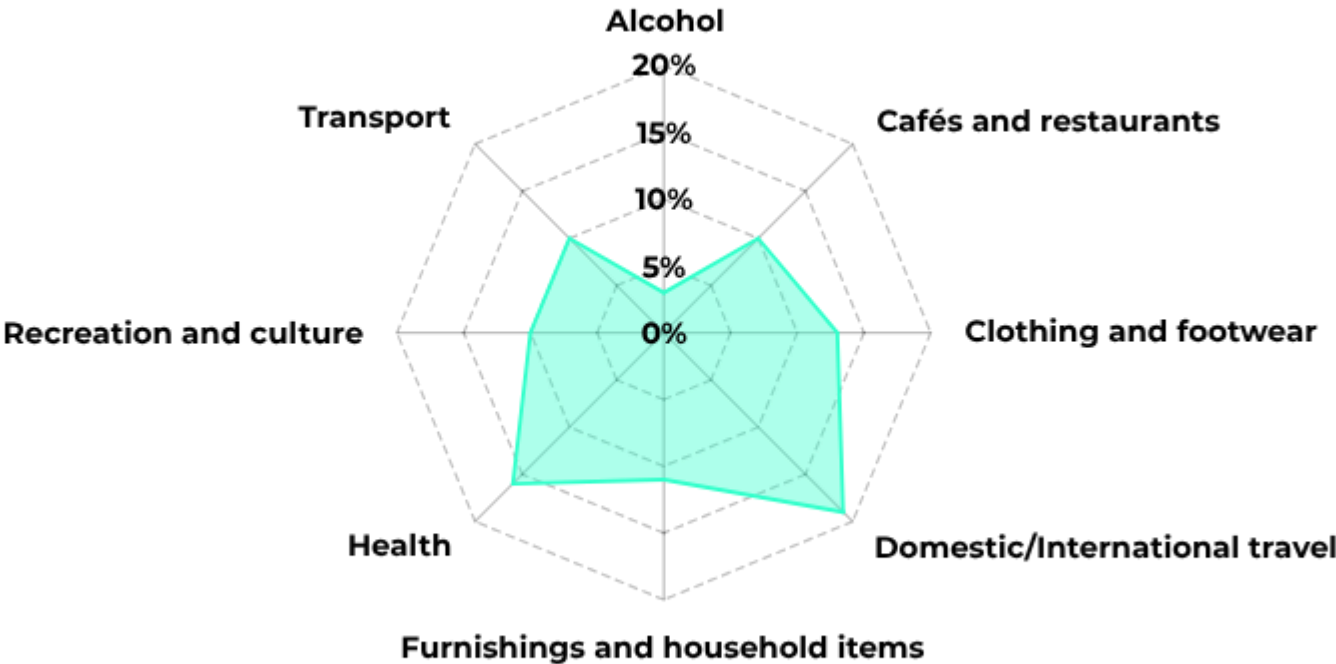 Alcohol
20%
Transport
Cafés and restaurants
15%
10%
5%
Recreation and culture
0%
Clothing and footwear
Health
Domestic/International travel
Furnishings and household items